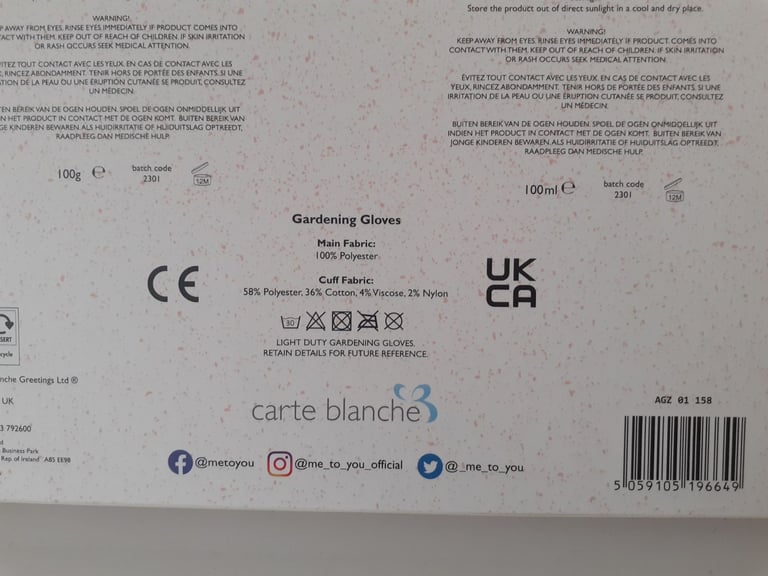 WARNING!
P AWAY FROM EYES. RINSE EYES IMMEDIATELY IF PRODUCT COMES INTO
TACT WITH THEM. KEEP OUT OF REACH OF CHILDREN. IF SKIN IRRITATION
OR RASH OCCURS SEEK MEDICAL ATTENTION.
ITEZ TOUT CONTACT AVEC LES YEUX. EN CAS DE CONTACT AVEC LES
RINCEZ ABONDAMMENT. TENIR HORS DE PORTÉE DES ENFANTS. SI UNE
TION DE LA PEAU OU UNE ÉRUPTION CUTANÉE SE PRODUIT, CONSULTEZ
UN MÉDECIN.
EN BEREIK VAN DE OGEN HOUDEN. SPOEL DE OGEN ONMIDDELLIJK UIT
N HET PRODUCT IN CONTACT MET DE OGEN KOMT. BUITEN BEREIK VAN
GE KINDEREN BEWAREN. ALS HUIDIRRITATIE OF HUIDUITSLAG OPTREEDT,
RAADPLEEG DAN MEDISCHE HULP.
100g e
batch code
2301
12M
Store the product out of direct sunlight in a cool and dry place.
WARNING!
KEEP AWAY FROM EYES. RINSE EYES IMMEDIATELY IF PRODUCT COMES INTO
CONTACT WITH THEM. KEEP OUT OF REACH OF CHILDREN. IF SKIN IRRITATION
OR RASH OCCURS SEEK MEDICAL ATTENTION.
ÉVITEZ TOUT CONTACT AVEC LES YEUX. EN CAS DE CONTACT AVEC LES
YEUX, RINCEZ ABONDAMMENT. TENIR HORS DE PORTÉE DES ENFANTS. SI UNE
IRRITATION DE LA PEAU OU UNE ÉRUPTION CUTANÉE SE PRODUIT, CONSULTEZ
UN MÉDECIN.
BUITEN BEREIK VAN DE OGEN HOUDEN. SPOEL DE OGEN ONMIDDELLIJK UIT
INDIEN HET PRODUCT IN CONTACT MET DE OGEN KOMT. BUITEN BEREIK VAN
JONGE KINDEREN BEWAREN. ALS HUIDIRRITATIE OF HUIDUITSLAG OPTREEDT,
RAADPLEEG DAN MEDISCHE HULP.
100ml e
batch code
2301
12M
Gardening Gloves
Main Fabric:
100% Polyester
Cuff Fabric:
58% Polyester, 36% Cotton, 4% Viscose, 2% Nylon
CE
UK
CA
30
LIGHT DUTY GARDENING GLOVES.
RETAIN DETAILS FOR FUTURE REFERENCE.
SERT
cycle
nche Greetings Ltd ®
UK
3 792600
d
Business Park
Rep. of Ireland A85 EE98
carte blanche
@metoyou
@me_to_you_official
@_me_to_you
AGZ 01 158
5 059105 196649